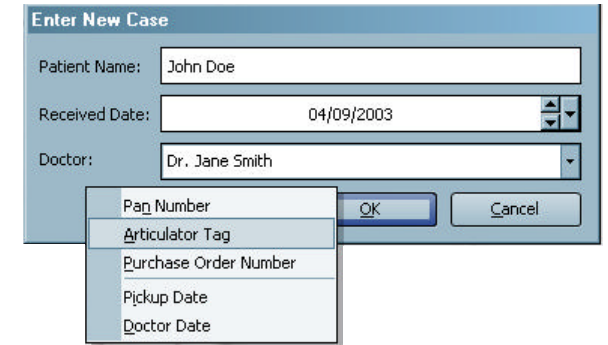 Enter New Case
Patient Name: John Doe
Received Date: 04/09/2003
Doctor: Dr. Jane Smith
OK Cancel
Pan Number
Articulator Tag
Purchase Order Number
Pickup Date
Doctor Date